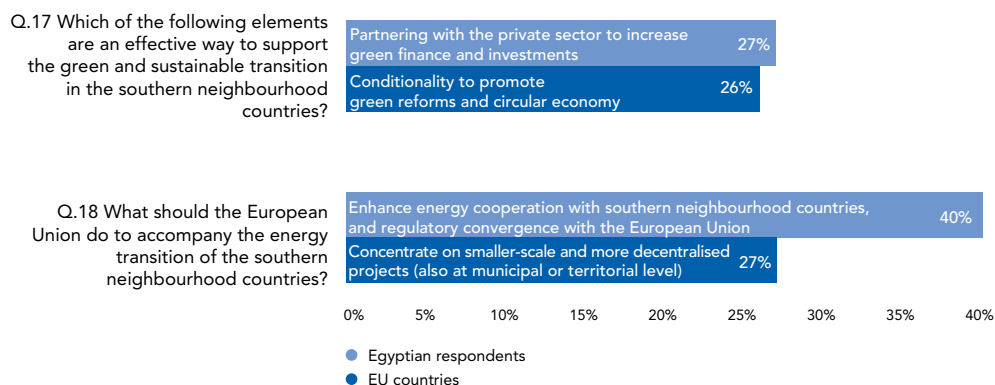 Q.17 Which of the following elements
are an effective way to support
the green and sustainable transition
in the southern neighbourhood
countries?
Partnering with the private sector to increase
green finance and investments
27%
Conditionality to promote
green reforms and circular economy
26%
Q.18 What should the European
Union do to accompany the energy
transition of the southern
neighbourhood countries?
Enhance energy cooperation with southern neighbourhood countries,
and regulatory convergence with the European Union
40%
Concentrate on smaller-scale and more decentralised
projects (also at municipal or territorial level)
27%
0% 5% 10% 15% 20% 25% 30% 35% 40%
Egyptian respondents
EU countries